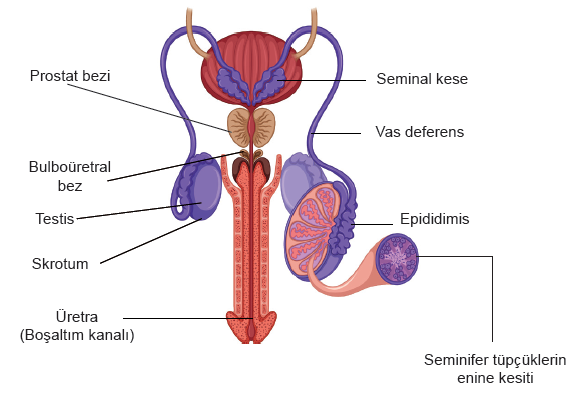 Prostat bezi
Seminal kese
Vas deferens
Bulboüretral
bez
Testis
Epididimis
Skrotum
Üretra
(Boşaltım kanalı)
Seminifer tüpçüklerin
enine kesiti